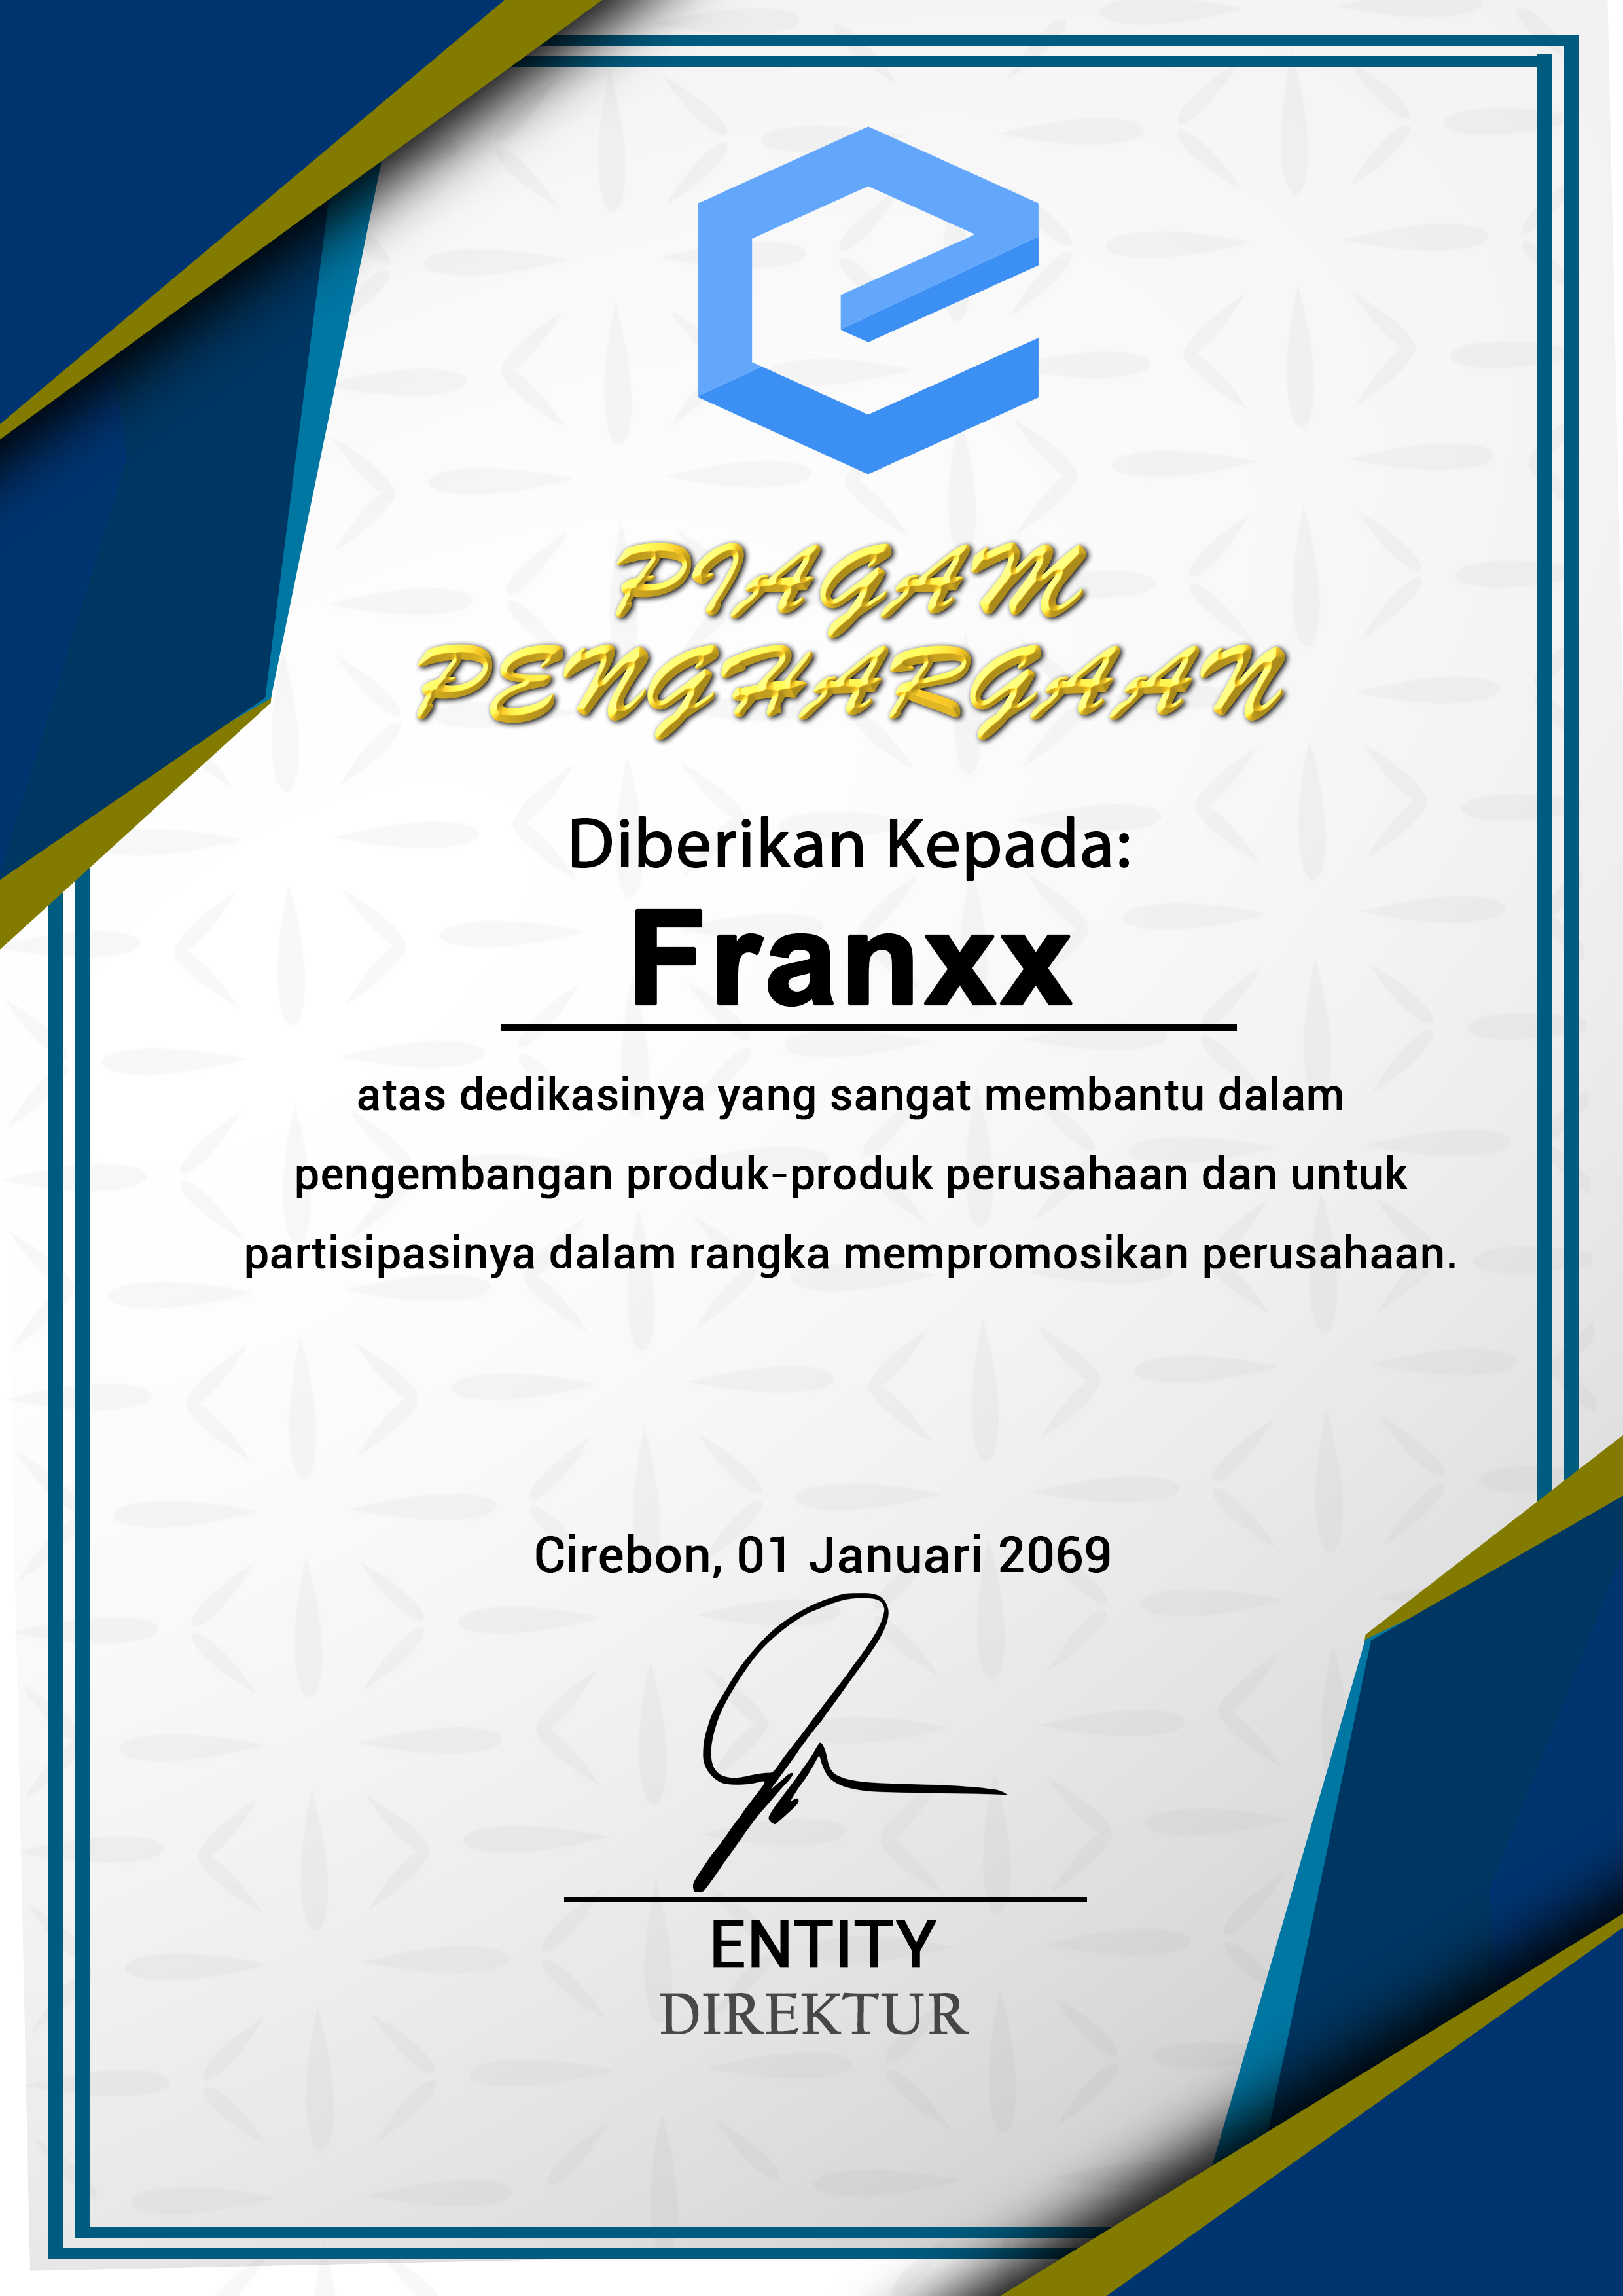 PIAGAM
PENGHARGAAN
Diberikan Kepada:
Franxx
atas dedikasinya yang sangat membantu dalam
pengembangan produk-produk perusahaan dan untuk
partisipasinya dalam rangka mempromosikan perusahaan.
Cirebon, 01 Januari 2069
ENTITY
DIREKTUR